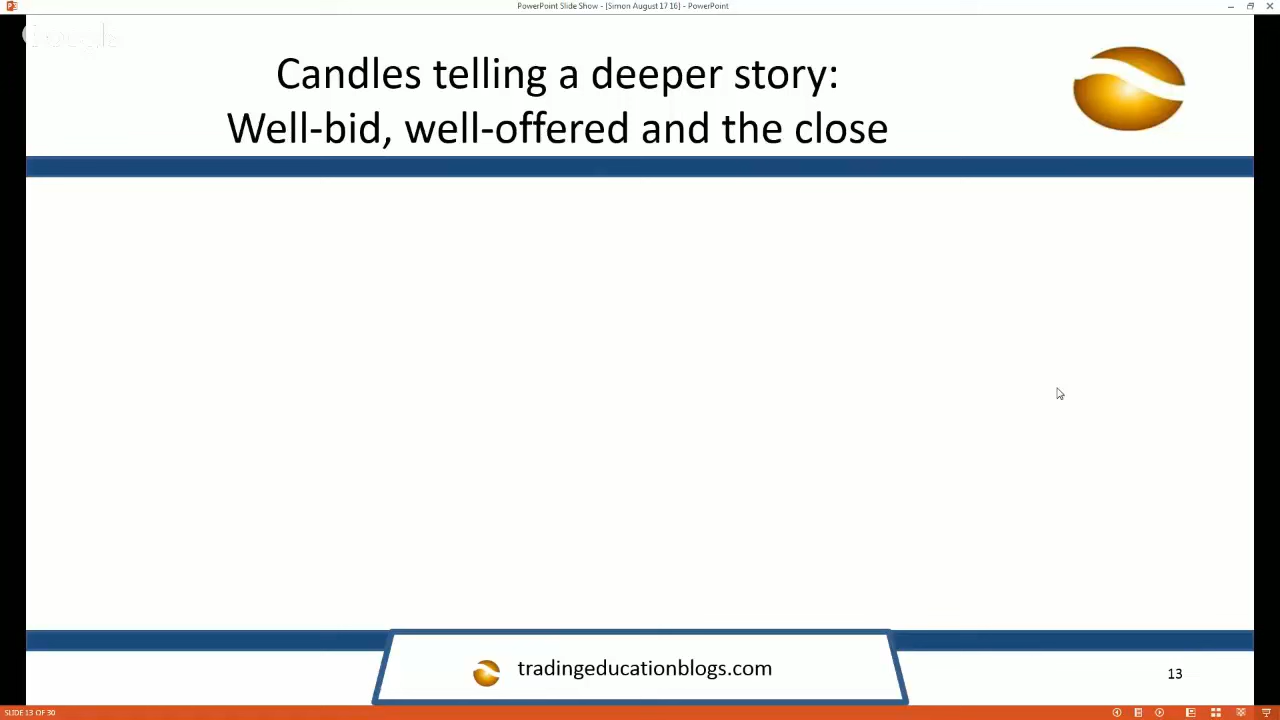 PowerPoint Slide Show - [Simon August 17 16] - PowerPoint
Candles telling a deeper story:
Well-bid, well-offered and the close
tradingeducationblogs.com
13
SLIDE 13 OF 30